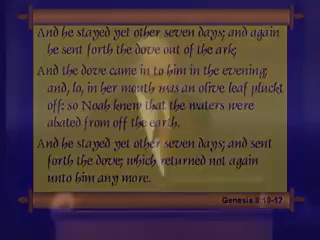 And he stayed yet other seven days; and again
he sent forth the dove out of the ark;
And the dove came in to him in the evening;
and, lo, in her mouth was an olive leaf pluckt
off: so Noah knew that the waters were
abated from off the earth.
And he stayed yet other seven days; and sent
forth the dove; which returned not again
unto him any more.
Genesis 8:10-12